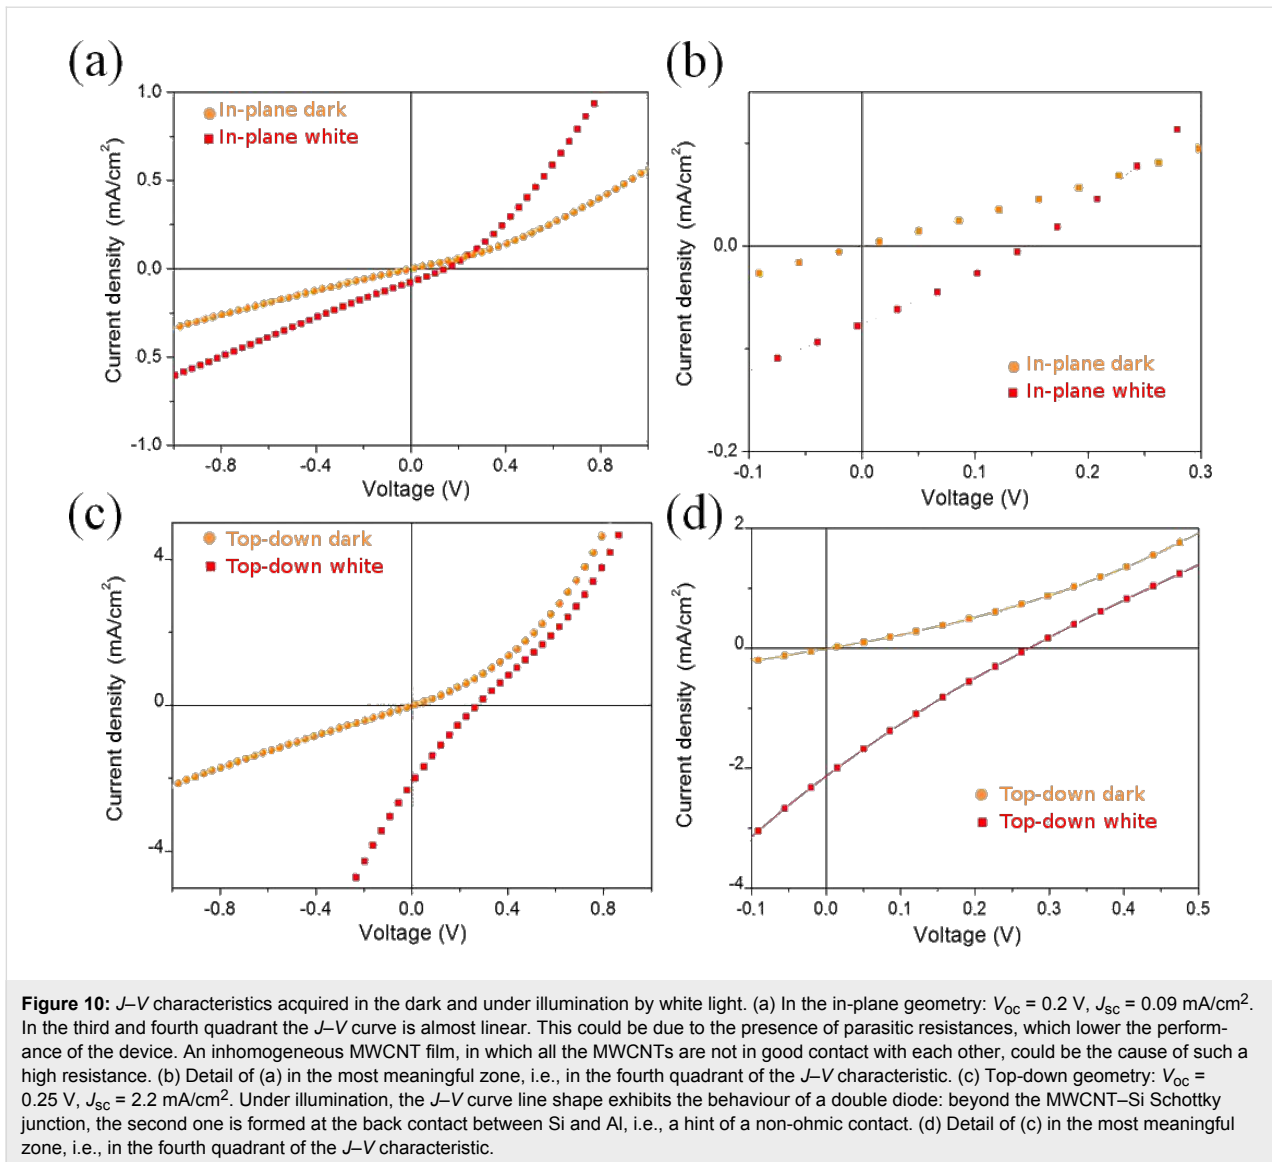 (a)
In-plane dark
In-plane white
1.0
0.5
0.0
0.5
-1.0
Current density (mA/cm²)
-0.8
-0.4
0.0
0.4
0.8
Voltage (V)
(b)
0.0
-0.2
Current density (mA/cm²)
In-plane dark
In-plane white
-0.1
0.0
0.1
0.2
0.3
Voltage (V)
(c)
Top-down dark
Top-down white
4
0
-4
Current density (mA/cm²)
-0.8
-0.4
0.0
0.4
0.8
Voltage (V)
(d)
2
0
-2
-4
Current density (mA/cm²)
Top-down dark
Top-down white
-0.1
0.0
0.1
0.2
0.3
0.4
0.5
Voltage (V)
Figure 10: J–V characteristics acquired in the dark and under illumination by white light. (a) In the in-plane geometry: Voc = 0.2 V, Jsc = 0.09 mA/cm².
In the third and fourth quadrant the J–V curve is almost linear. This could be due to the presence of parasitic resistances, which lower the perform-
ance of the device. An inhomogeneous MWCNT film, in which all the MWCNTs are not in good contact with each other, could be the cause of such a
high resistance. (b) Detail of (a) in the most meaningful zone, i.e., in the fourth quadrant of the J–V characteristic. (c) Top-down geometry: Voc =
0.25 V, Jsc = 2.2 mA/cm². Under illumination, the J–V curve line shape exhibits the behaviour of a double diode: beyond the MWCNT–Si Schottky
junction, the second one is formed at the back contact between Si and Al, i.e., a hint of a non-ohmic contact. (d) Detail of (c) in the most meaningful
zone, i.e., in the fourth quadrant of the J–V characteristic.